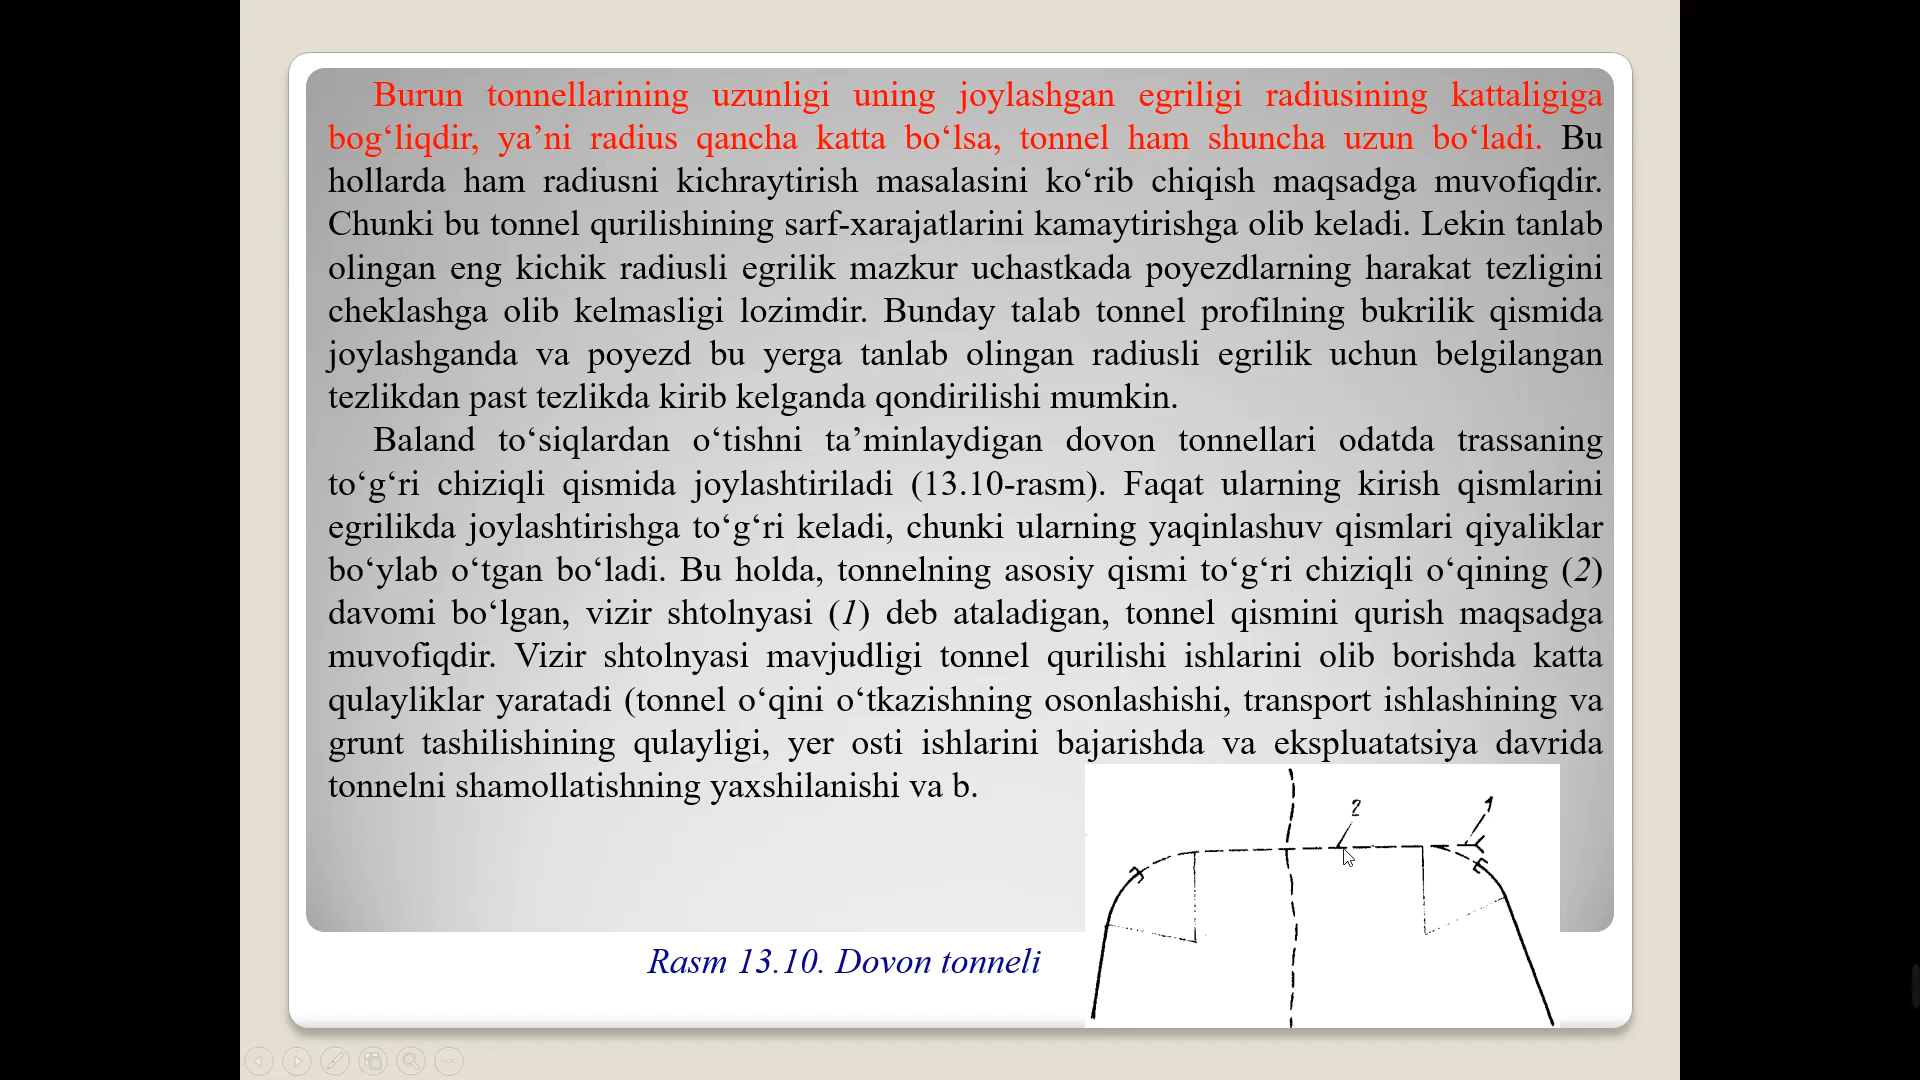 Burun tonnellarining uzunligi uning joylashgan egriligi radiusining kattaligiga
bog‘liqdir, ya’ni radius qancha katta bo‘lsa, tonnel ham shuncha uzun bo‘ladi. Bu
hollarda ham radiusni kichraytirish masalasini ko‘rib chiqish maqsadga muvofiqdir.
Chunki bu tonnel qurilishining sarf-xarajatlarini kamaytirishga olib keladi. Lekin tanlab
olingan eng kichik radiusli egrilik mazkur uchastkada poyezdlarning harakat tezligini
cheklashga olib kelmasligi lozimdir. Bunday talab tonnel profilning bukrilik qismida
joylashganda va poyezd bu yerga tanlab olingan radiusli egrilik uchun belgilangan
tezlikdan past tezlikda kirib kelganda qondirilishi mumkin.
Baland to‘siqlardan o‘tishni ta’minlaydigan dovon tonnellari odatda trassaning
to‘g‘ri chiziqli qismida joylashtiriladi (13.10-rasm). Faqat ularning kirish qismlarini
egrilikda joylashtirishga to‘g‘ri keladi, chunki ularning yaqinlashuv qismlari qiyaliklar
bo‘ylab o‘tgan bo‘ladi. Bu holda, tonnelning asosiy qismi to‘g‘ri chiziqli o‘qining (2)
davomi bo‘lgan, vizir shtolnyasi (1) deb ataladigan, tonnel qismini qurish maqsadga
muvofiqdir. Vizir shtolnyasi mavjudligi tonnel qurilishi ishlarini olib borishda katta
qulayliklar yaratadi (tonnel o‘qini o‘tkazishning osonlashishi, transport ishlashining va
grunt tashilishining qulayligi, yer osti ishlarini bajarishda va ekspluatatsiya davrida
tonnelni shamollatishning yaxshilanishi va b.
2 1
Rasm 13.10. Dovon tonneli